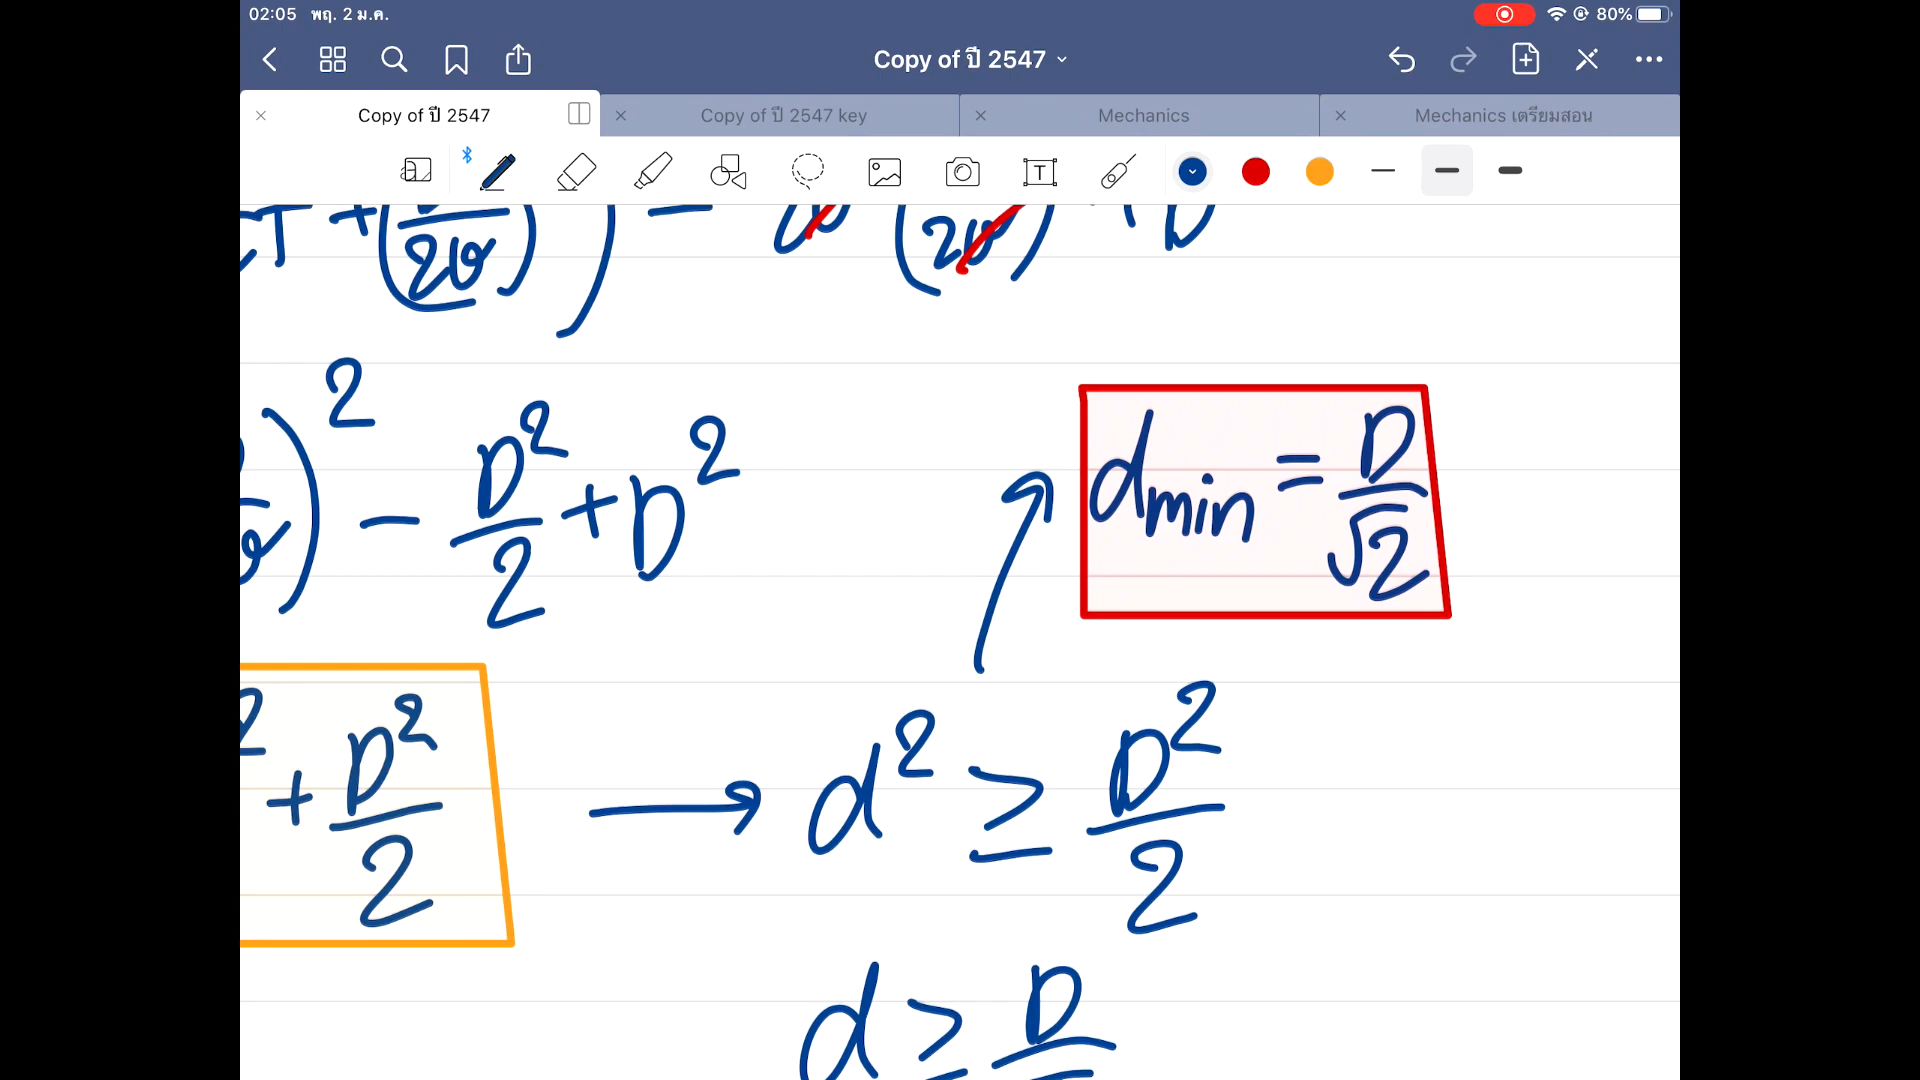 02:05 พฤ. 2 ม.ค. 80%
Copy of ปี 2547
Copy of ปี 2547 Copy of ปี 2547 key Mechanics Mechanics เตรียมสอน
T
2
) ² − D²/2 + D²
d min = D/√2
² + D²/2 → d² ≥ D²/2
d ≥ D